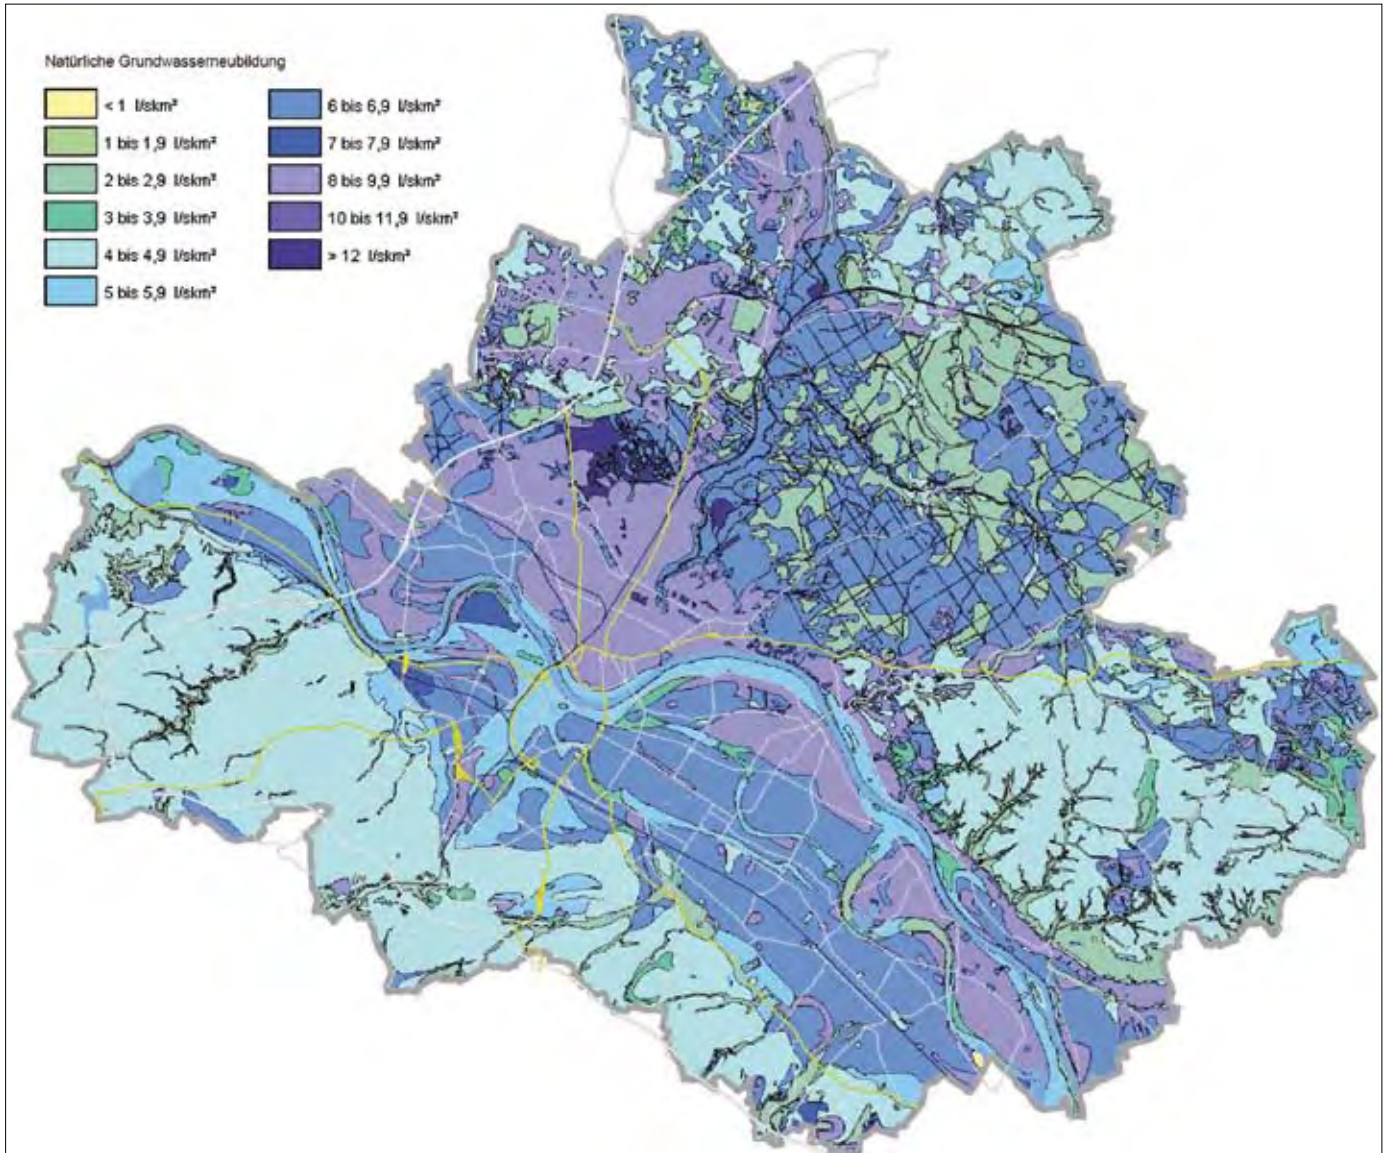 Natürliche Grundwasserneubildung
< 1 l/skm²
1 bis 1,9 l/skm²
2 bis 2,9 l/skm²
3 bis 3,9 l/skm²
4 bis 4,9 l/skm²
5 bis 5,9 l/skm²
6 bis 6,9 l/skm²
7 bis 7,9 l/skm²
8 bis 9,9 l/skm²
10 bis 11,9 l/skm²
> 12 l/skm²